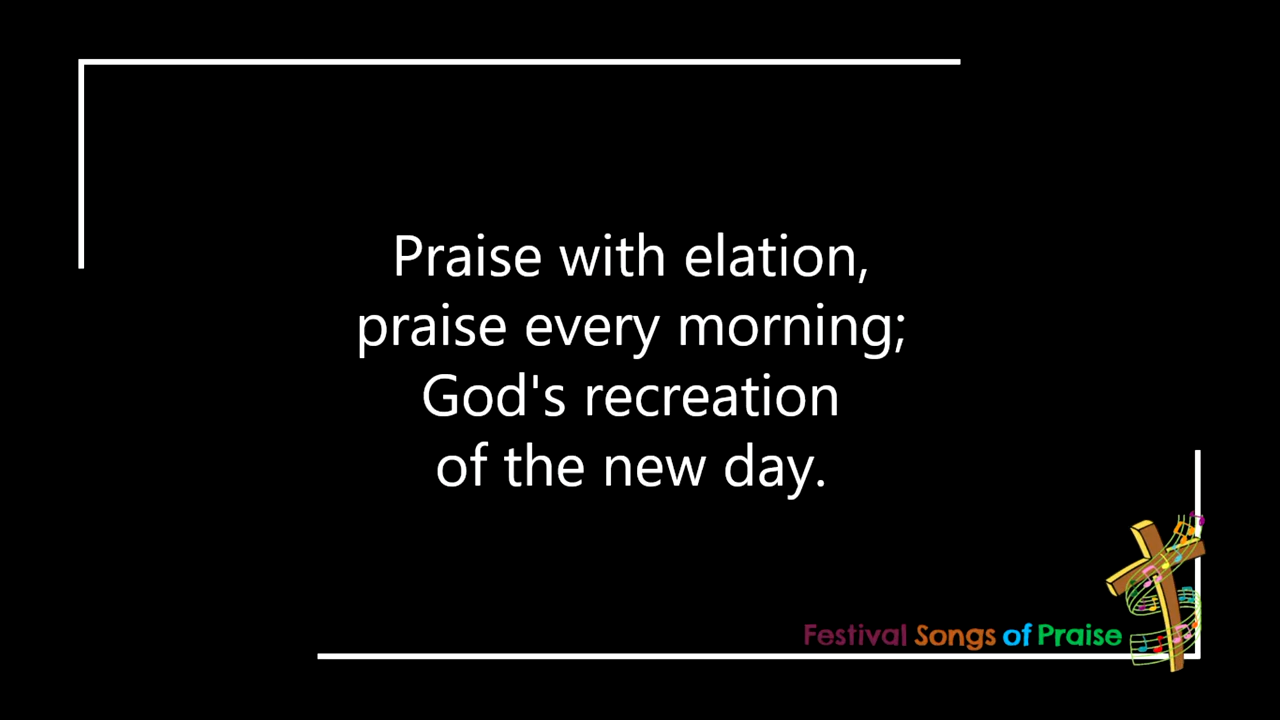 Praise with elation,
praise every morning;
God's recreation
of the new day.
Festival Songs of Praise